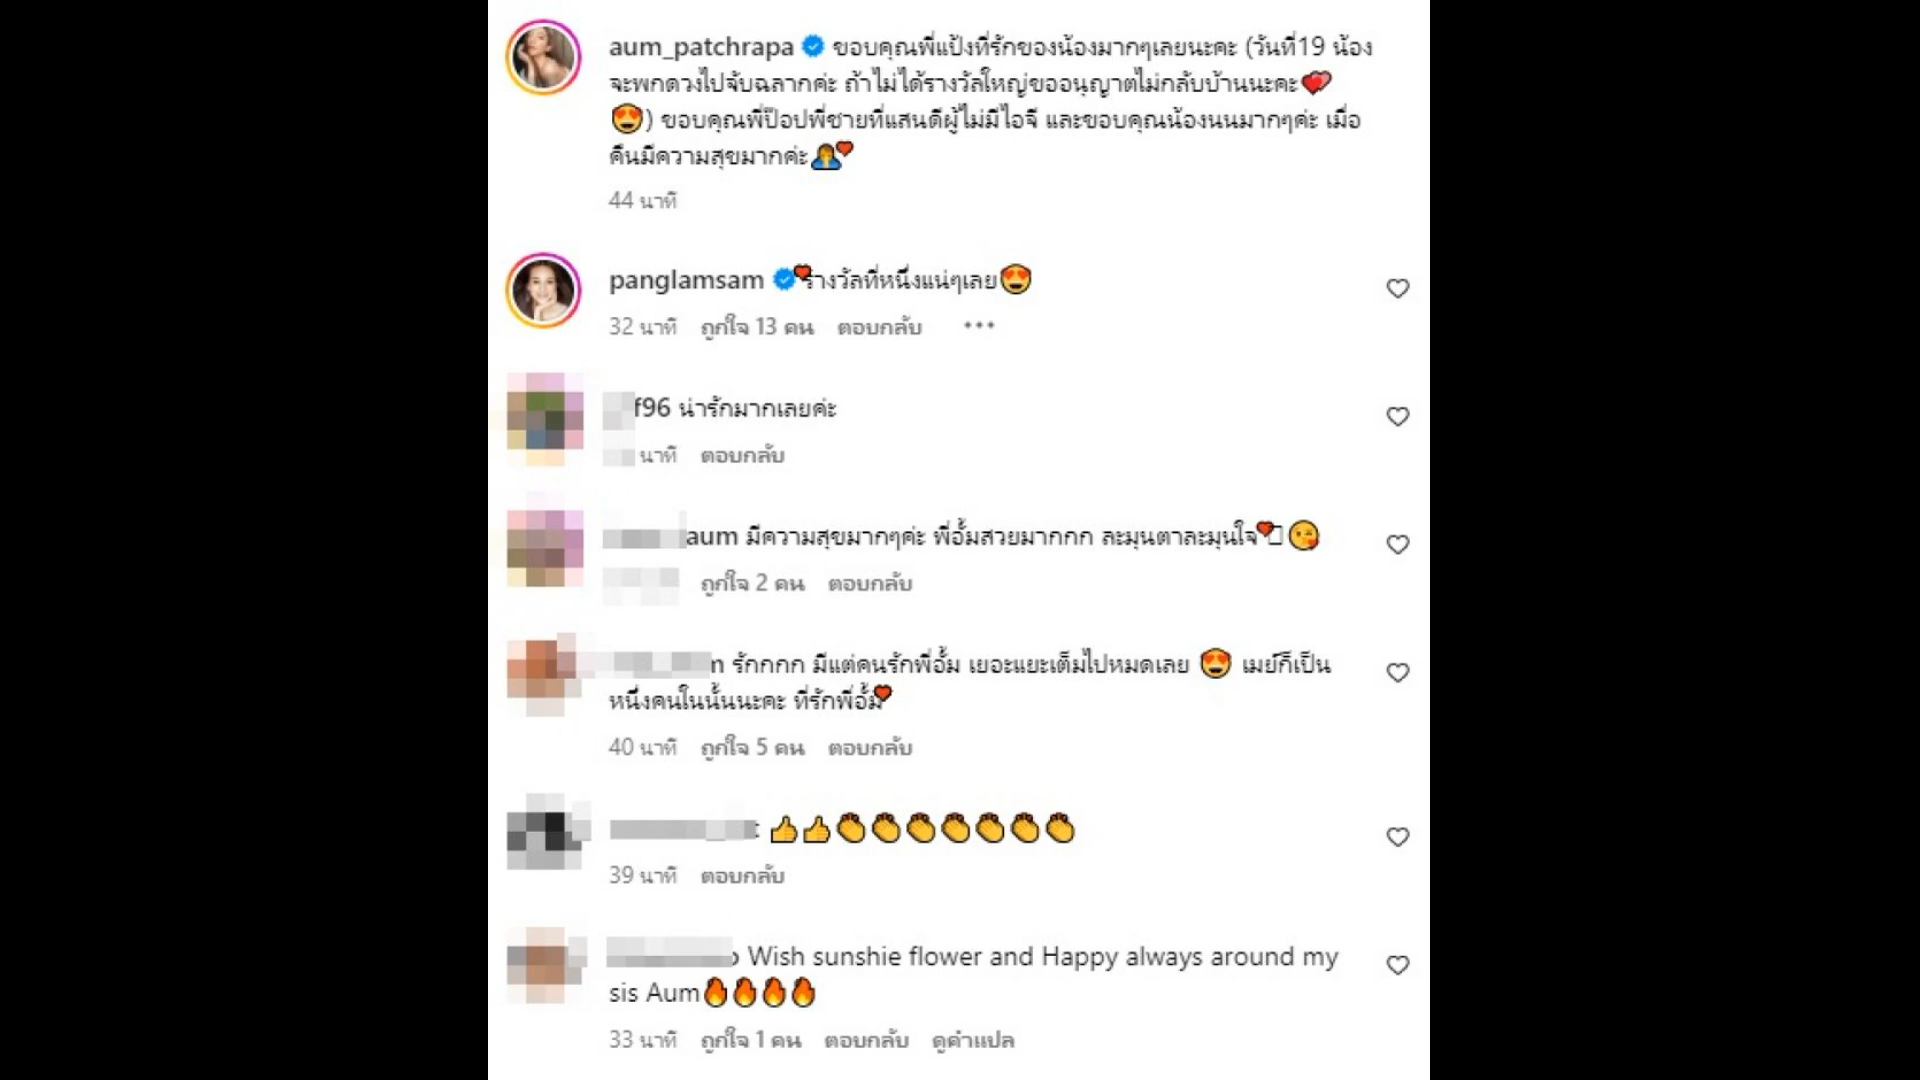 aum_patchrapa ขอบคุณพี่แป้งที่รักของน้องมากๆเลยนะคะ (วันที่19 น้อง
จะพกดวงไปจับฉลากค่ะ ถ้าไม่ได้รางวัลใหญ่ขออนุญาตไม่กลับบ้านนะคะ💕
😍) ขอบคุณพี่ป๊อปพี่ชายที่แสนดีผู้ไม่มีไอจี และขอบคุณน้องนนมากๆค่ะ เมื่อ
คืนมีความสุขมากค่ะ🤦‍♂❤
44 นาที
panglamsam ❤รางวัลที่หนึ่งแน่ๆเลย😍
32 นาที ถูกใจ 13 คน ตอบกลับ •••
f96 น่ารักมากเลยค่ะ
นาที ตอบกลับ
aum มีความสุขมากๆค่ะ พี่อั้มสวยมากกก ละมุนตาละมุนใจ❤😘
ถูกใจ 2 คน ตอบกลับ
m รักกกก มีแต่คนรักพี่อั้ม เยอะแยะเต็มไปหมดเลย 😍 เมย์ก็เป็น
หนึ่งคนในนั้นนะคะ ที่รักพี่อั้ม❤
40 นาที ถูกใจ 5 คน ตอบกลับ
👍👍👏👏👏👏👏👏👏
39 นาที ตอบกลับ
Wish sunshie flower and Happy always around my
sis Aum🔥🔥🔥🔥
33 นาที ถูกใจ 1 คน ตอบกลับ ดูคำแปล